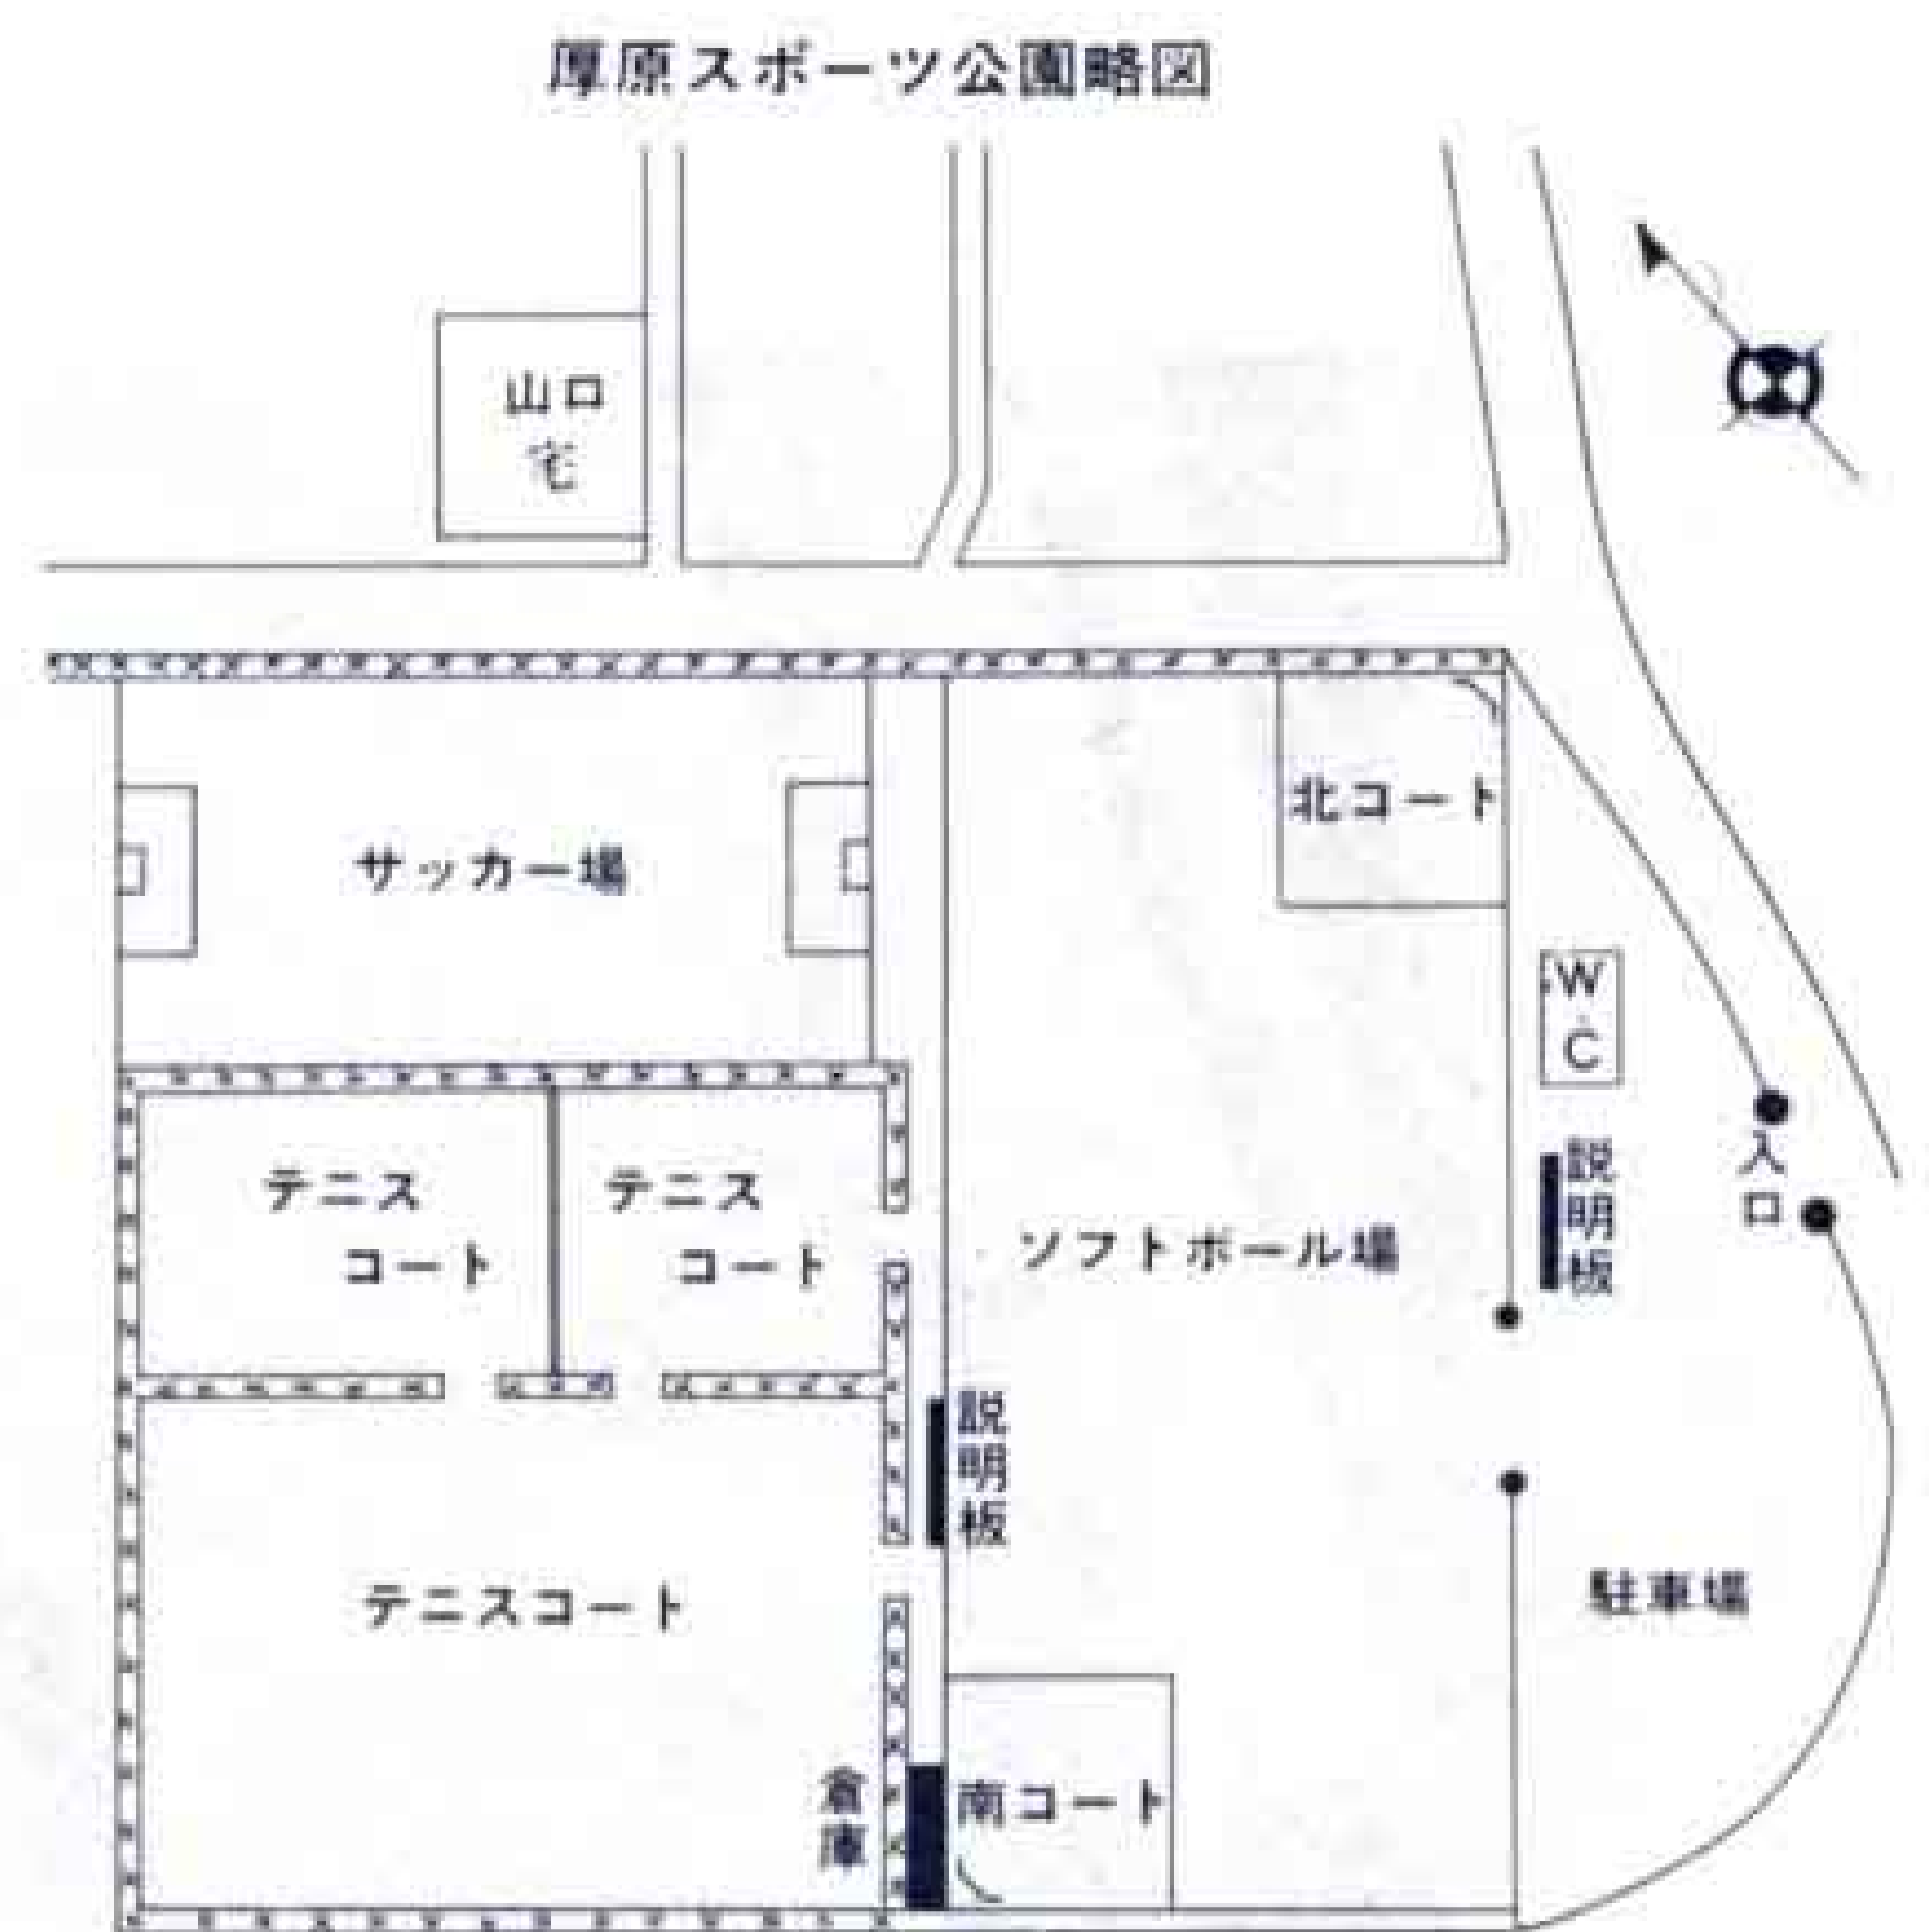 厚原スポーツ公園略図
山口
宅
サッカー場
北コート
W
C
テニス
コート
テニス
コート
ソフトボール場
説明板
入口
説明板
テニスコート
駐車場
倉庫
南コート